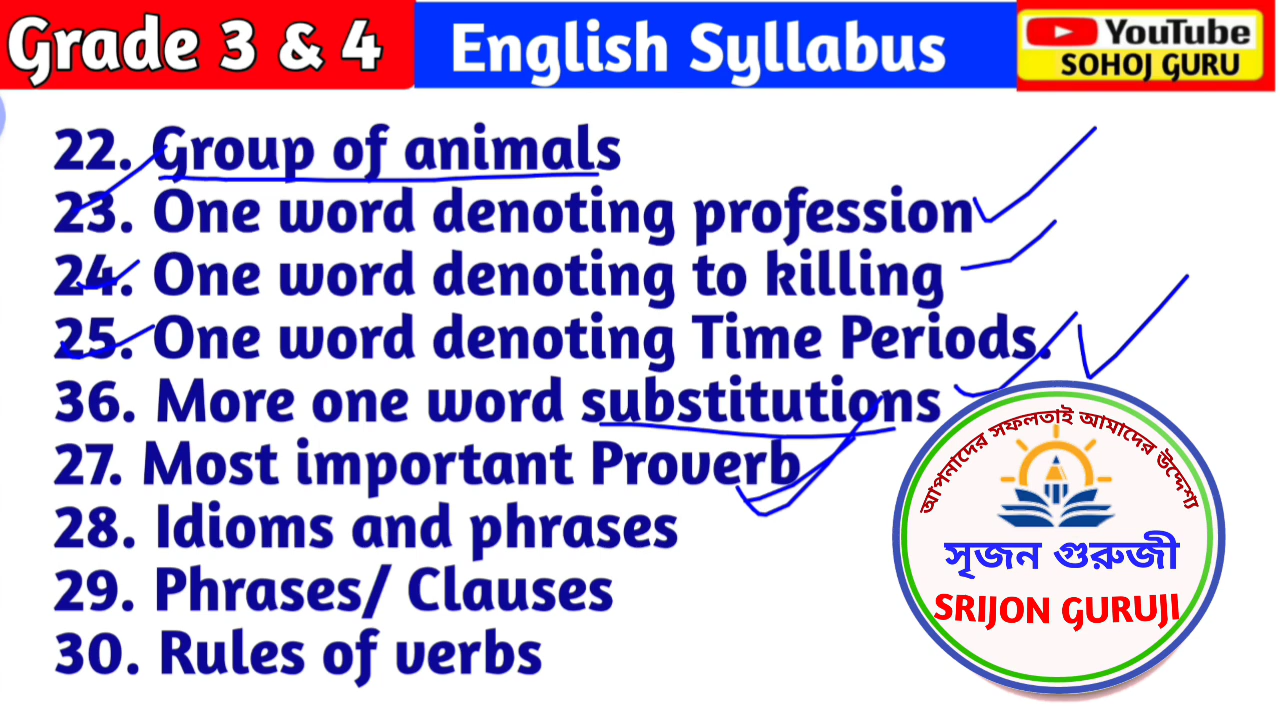 Grade 3 & 4
English Syllabus
YouTube
SOHOJ GURU
22. Group of animals
23. One word denoting profession
24. One word denoting to killing
25. One word denoting Time Periods.
36. More one word substitutions
27. Most important Proverb
28. Idioms and phrases
29. Phrases/ Clauses
30. Rules of verbs
আপনাদের সফলতাই আমাদের উদ্দেশ্য
সৃজন গুরুজী
SRIJON GURUJI